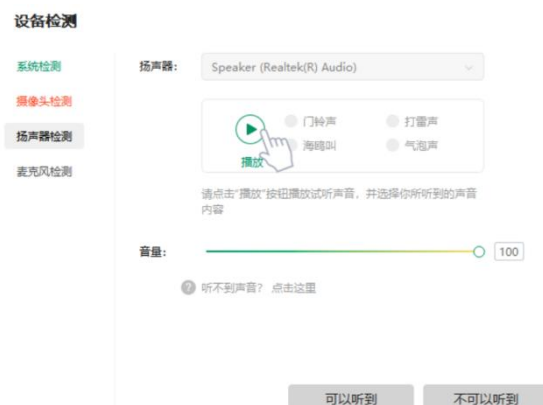 设备检测
系统检测
摄像头检测
扬声器检测
麦克风检测
扬声器: Speaker (Realtek(R) Audio)
门铃声 打雷声
海鸥叫 气泡声
播放
请点击“播放”按钮播放试听声音，并选择你所听到的声音
内容
音量: 100
? 听不到声音? 点击这里
可以听到 不可以听到